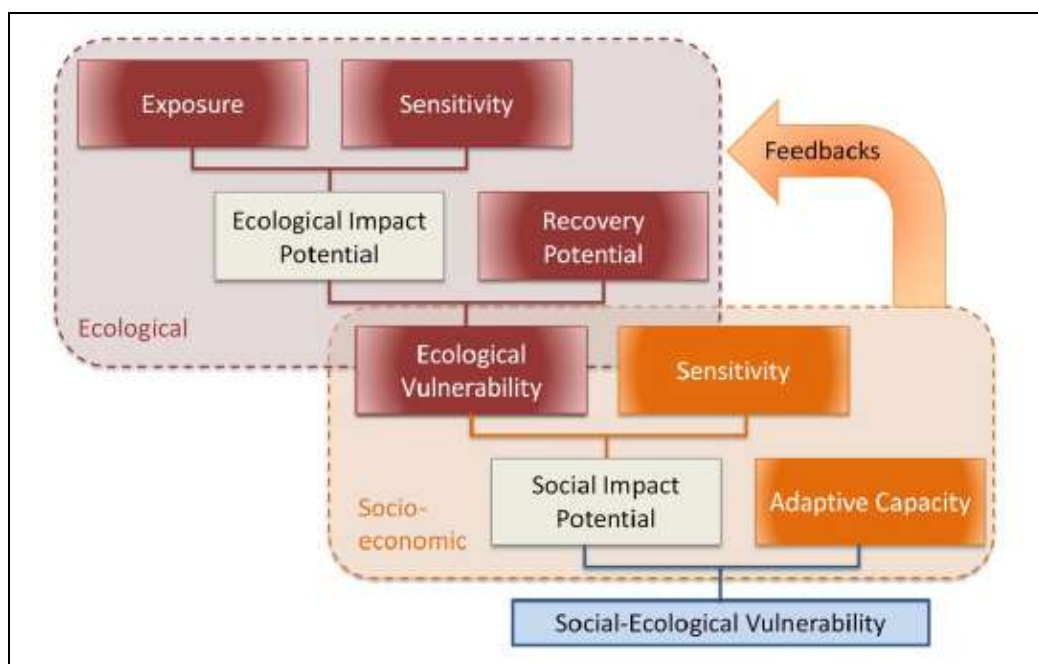 Exposure
Sensitivity
Feedbacks
Ecological Impact
Potential
Recovery
Potential
Ecological
Ecological
Vulnerability
Sensitivity
Social Impact
Potential
Adaptive Capacity
Socio-
economic
Social-Ecological Vulnerability